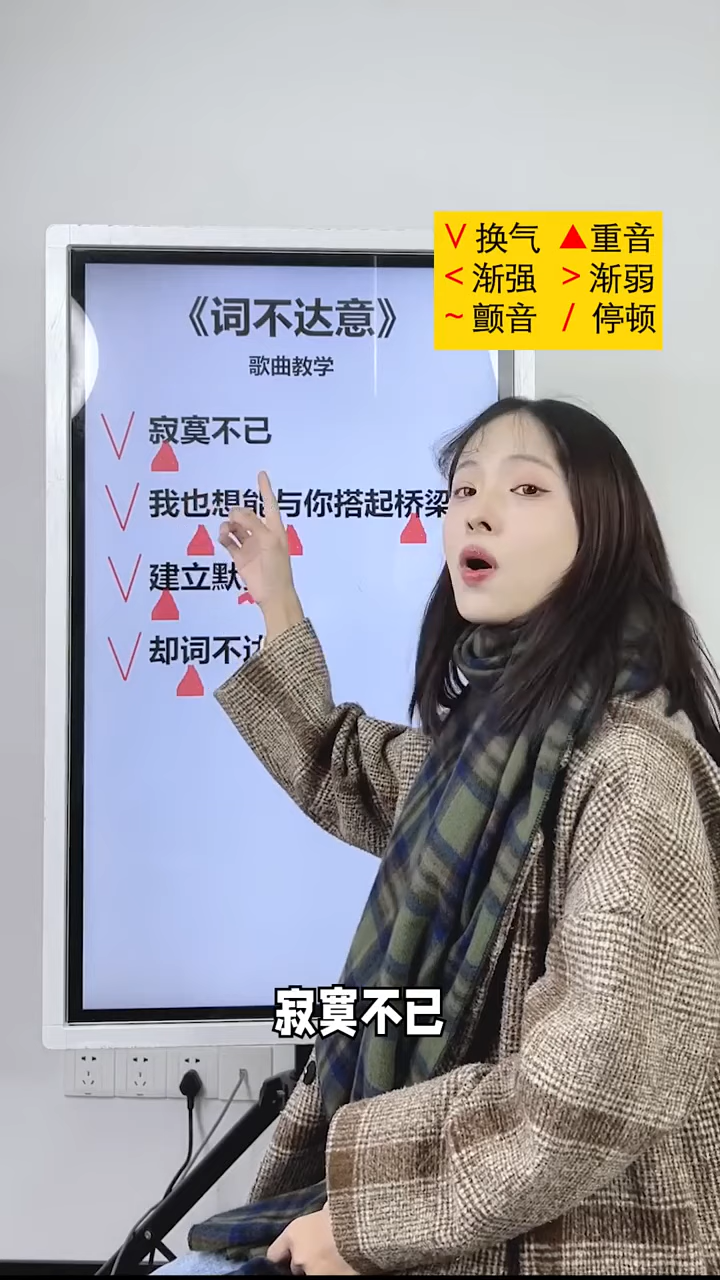 ∨换气 ▲重音
<渐强 >渐弱
~颤音 / 停顿
《词不达意》
歌曲教学
∨ 寂寞不已
∨ 我也想能与你搭起桥梁
∨ 建立默
∨ 却词不达
寂寞不已